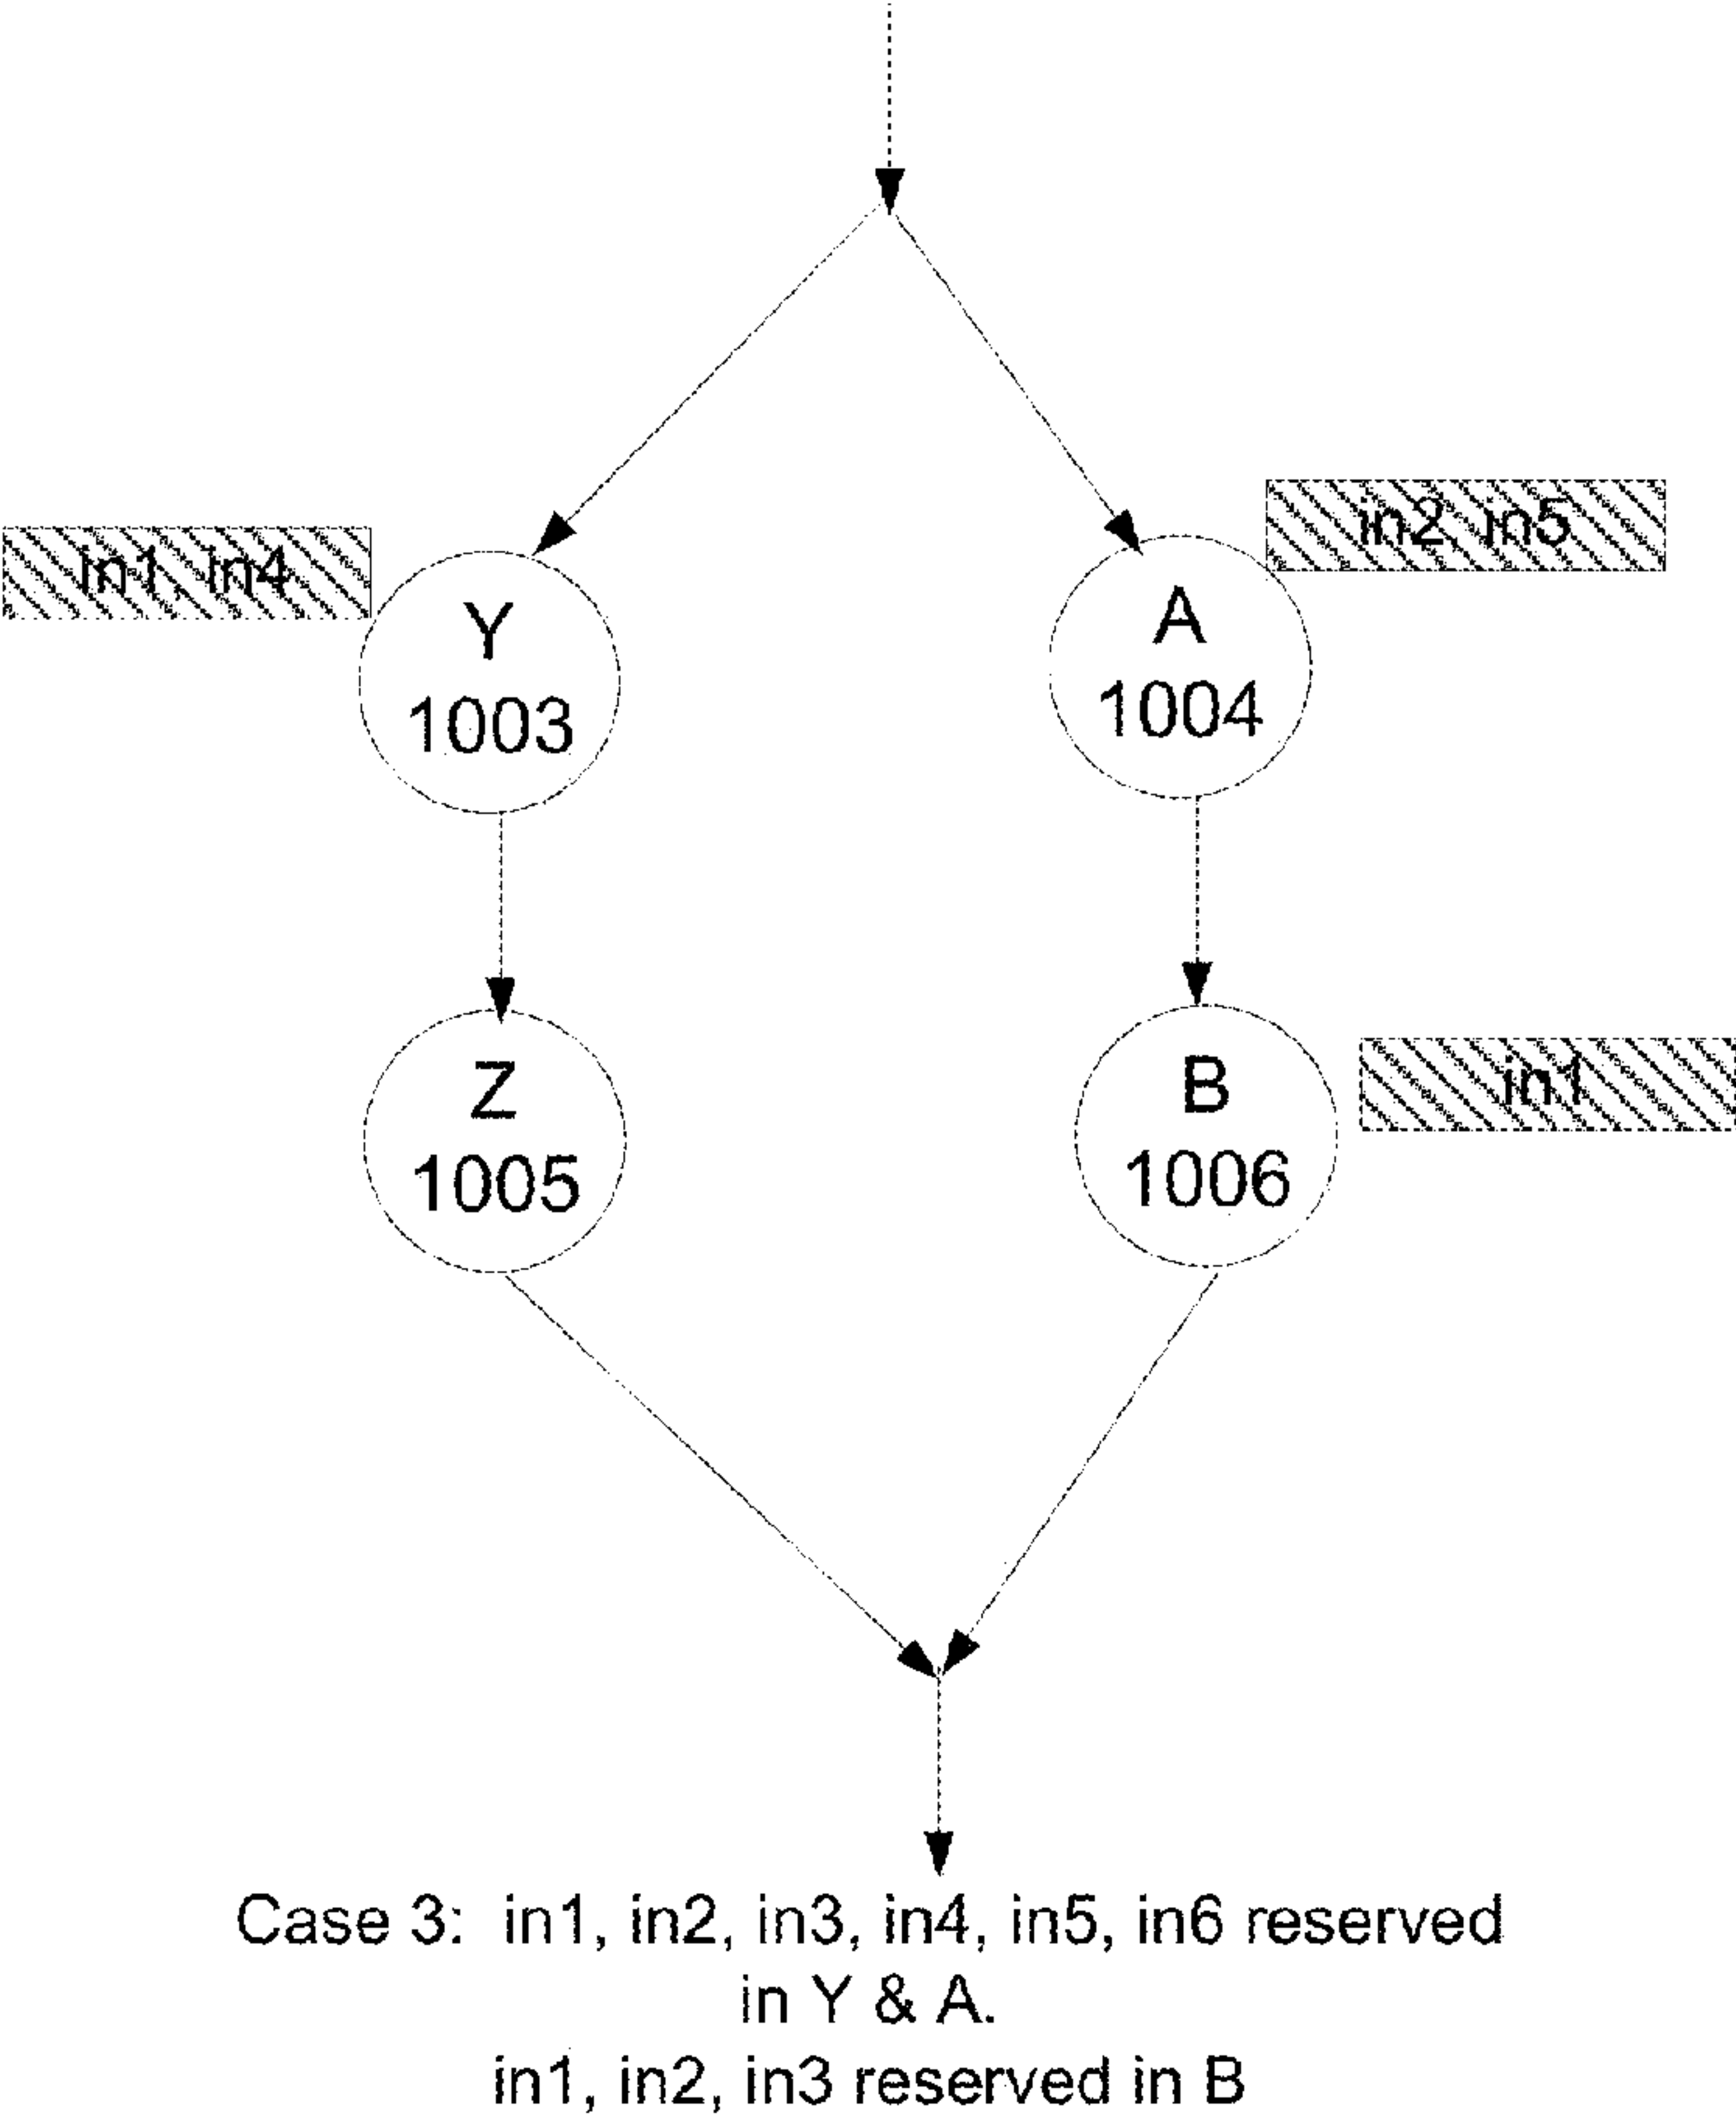 in2, in5
in1, in4
A
1004
Y
1003
B
1006
in1
Z
1005
Case 3: in1, in2, in3, in4, in5, in6 reserved
in Y & A.
in1, in2, in3 reserved in B